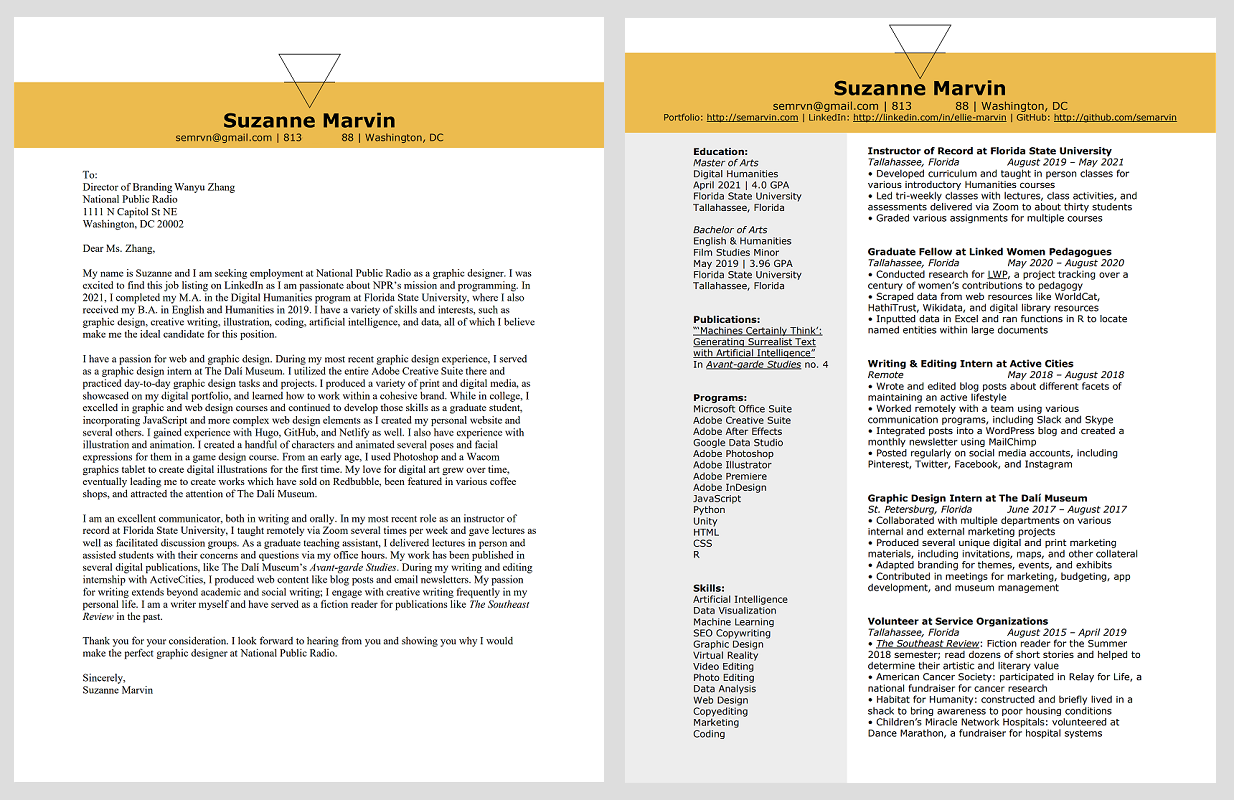 Suzanne Marvin
semrvn@gmail.com | 813 88 | Washington, DC
To:
Director of Branding Wanyu Zhang
National Public Radio
1111 N Capitol St NE
Washington, DC 20002
Dear Ms. Zhang,
My name is Suzanne and I am seeking employment at National Public Radio as a graphic designer. I was
excited to find this job listing on LinkedIn as I am passionate about NPR's mission and programming. In
2021, I completed my M.A. in the Digital Humanities program at Florida State University, where I also
received my B.A. in English and Humanities in 2019. I have a variety of skills and interests, such as
graphic design, creative writing, illustration, coding, artificial intelligence, and data, all of which I believe
make me the ideal candidate for this position.
I have a passion for web and graphic design. During my most recent graphic design experience, I served
as a graphic design intern at The Dalí Museum. I utilized the entire Adobe Creative Suite there and
practiced day-to-day graphic design tasks and projects. I produced a variety of print and digital media, as
showcased on my digital portfolio, and learned how to work within a cohesive brand. While in college, I
excelled in graphic and web design courses and continued to develop those skills as a graduate student,
incorporating JavaScript and more complex web design elements as I created my personal website and
several others. I gained experience with Hugo, GitHub, and Netlify as well. I also have experience with
illustration and animation. I created a handful of characters and animated several poses and facial
expressions for them in a game design course. From an early age, I used Photoshop and a Wacom
graphics tablet to create digital illustrations for the first time. My love for digital art grew over time,
eventually leading me to create works which have sold on Redbubble, been featured in various coffee
shops, and attracted the attention of The Dalí Museum.
I am an excellent communicator, both in writing and orally. In my most recent role as an instructor of
record at Florida State University, I taught remotely via Zoom several times per week and gave lectures as
well as facilitated discussion groups. As a graduate teaching assistant, I delivered lectures in person and
assisted students with their concerns and questions via my office hours. My work has been published in
several digital publications, like The Dalí Museum's Avant-garde Studies. During my writing and editing
internship with ActiveCities, I produced web content like blog posts and email newsletters. My passion
for writing extends beyond academic and social writing; I engage with creative writing frequently in my
personal life. I am a writer myself and have served as a fiction reader for publications like The Southeast
Review in the past.
Thank you for your consideration. I look forward to hearing from you and showing you why I would
make the perfect graphic designer at National Public Radio.
Sincerely,
Suzanne Marvin
Suzanne Marvin
semrvn@gmail.com | 813 88 | Washington, DC
Portfolio: http://semarvin.com | LinkedIn: http://linkedin.com/in/ellie-marvin | GitHub: http://github.com/semarvin
Education:
Master of Arts
Digital Humanities
April 2021 | 4.0 GPA
Florida State University
Tallahassee, Florida
Bachelor of Arts
English & Humanities
Film Studies Minor
May 2019 | 3.96 GPA
Florida State University
Tallahassee, Florida
Publications:
"'Machines Certainly Think':
Generating Surrealist Text
with Artificial Intelligence"
In Avant-garde Studies no. 4
Programs:
Microsoft Office Suite
Adobe Creative Suite
Adobe After Effects
Google Data Studio
Adobe Photoshop
Adobe Illustrator
Adobe Premiere
Adobe InDesign
JavaScript
Python
Unity
HTML
CSS
R
Skills:
Artificial Intelligence
Data Visualization
Machine Learning
SEO Copywriting
Graphic Design
Virtual Reality
Video Editing
Photo Editing
Data Analysis
Web Design
Copyediting
Marketing
Coding
Instructor of Record at Florida State University
Tallahassee, Florida August 2019 – May 2021
• Developed curriculum and taught in person classes for
various introductory Humanities courses
• Led tri-weekly classes with lectures, class activities, and
assessments delivered via Zoom to about thirty students
• Graded various assignments for multiple courses
Graduate Fellow at Linked Women Pedagogues
Tallahassee, Florida May 2020 – August 2020
• Conducted research for LWP, a project tracking over a
century of women's contributions to pedagogy
• Scraped data from web resources like WorldCat,
HathiTrust, Wikidata, and digital library resources
• Inputted data in Excel and ran functions in R to locate
named entities within large documents
Writing & Editing Intern at Active Cities
Remote May 2018 – August 2018
• Wrote and edited blog posts about different facets of
maintaining an active lifestyle
• Worked remotely with a team using various
communication programs, including Slack and Skype
• Integrated posts into a WordPress blog and created a
monthly newsletter using MailChimp
• Posted regularly on social media accounts, including
Pinterest, Twitter, Facebook, and Instagram
Graphic Design Intern at The Dalí Museum
St. Petersburg, Florida June 2017 – August 2017
• Collaborated with multiple departments on various
internal and external marketing projects
• Produced several unique digital and print marketing
materials, including invitations, maps, and other collateral
• Adapted branding for themes, events, and exhibits
• Contributed in meetings for marketing, budgeting, app
development, and museum management
Volunteer at Service Organizations
Tallahassee, Florida August 2015 – April 2019
• The Southeast Review: Fiction reader for the Summer
2018 semester; read dozens of short stories and helped to
determine their artistic and literary value
• American Cancer Society: participated in Relay for Life, a
national fundraiser for cancer research
• Habitat for Humanity: constructed and briefly lived in a
shack to bring awareness to poor housing conditions
• Children's Miracle Network Hospitals: volunteered at
Dance Marathon, a fundraiser for hospital systems